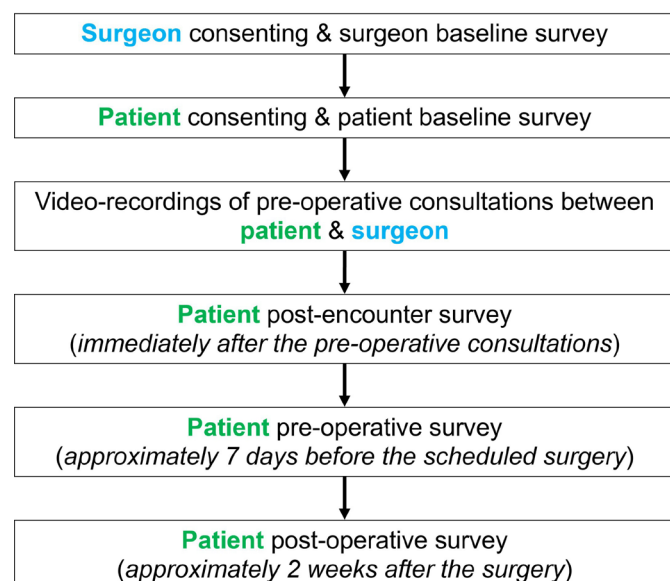 Surgeon consenting & surgeon baseline survey
Patient consenting & patient baseline survey
Video-recordings of pre-operative consultations between
patient & surgeon
Patient post-encounter survey
(immediately after the pre-operative consultations)
Patient pre-operative survey
(approximately 7 days before the scheduled surgery)
Patient post-operative survey
(approximately 2 weeks after the surgery)